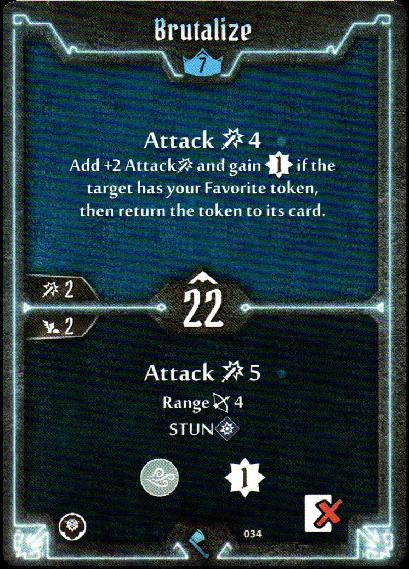 Brutalize
7
Attack 4
Add +2 Attack and gain 1 if the
target has your Favorite token,
then return the token to its card.
2
22
2
Attack 5
Range 4
STUN
1
034